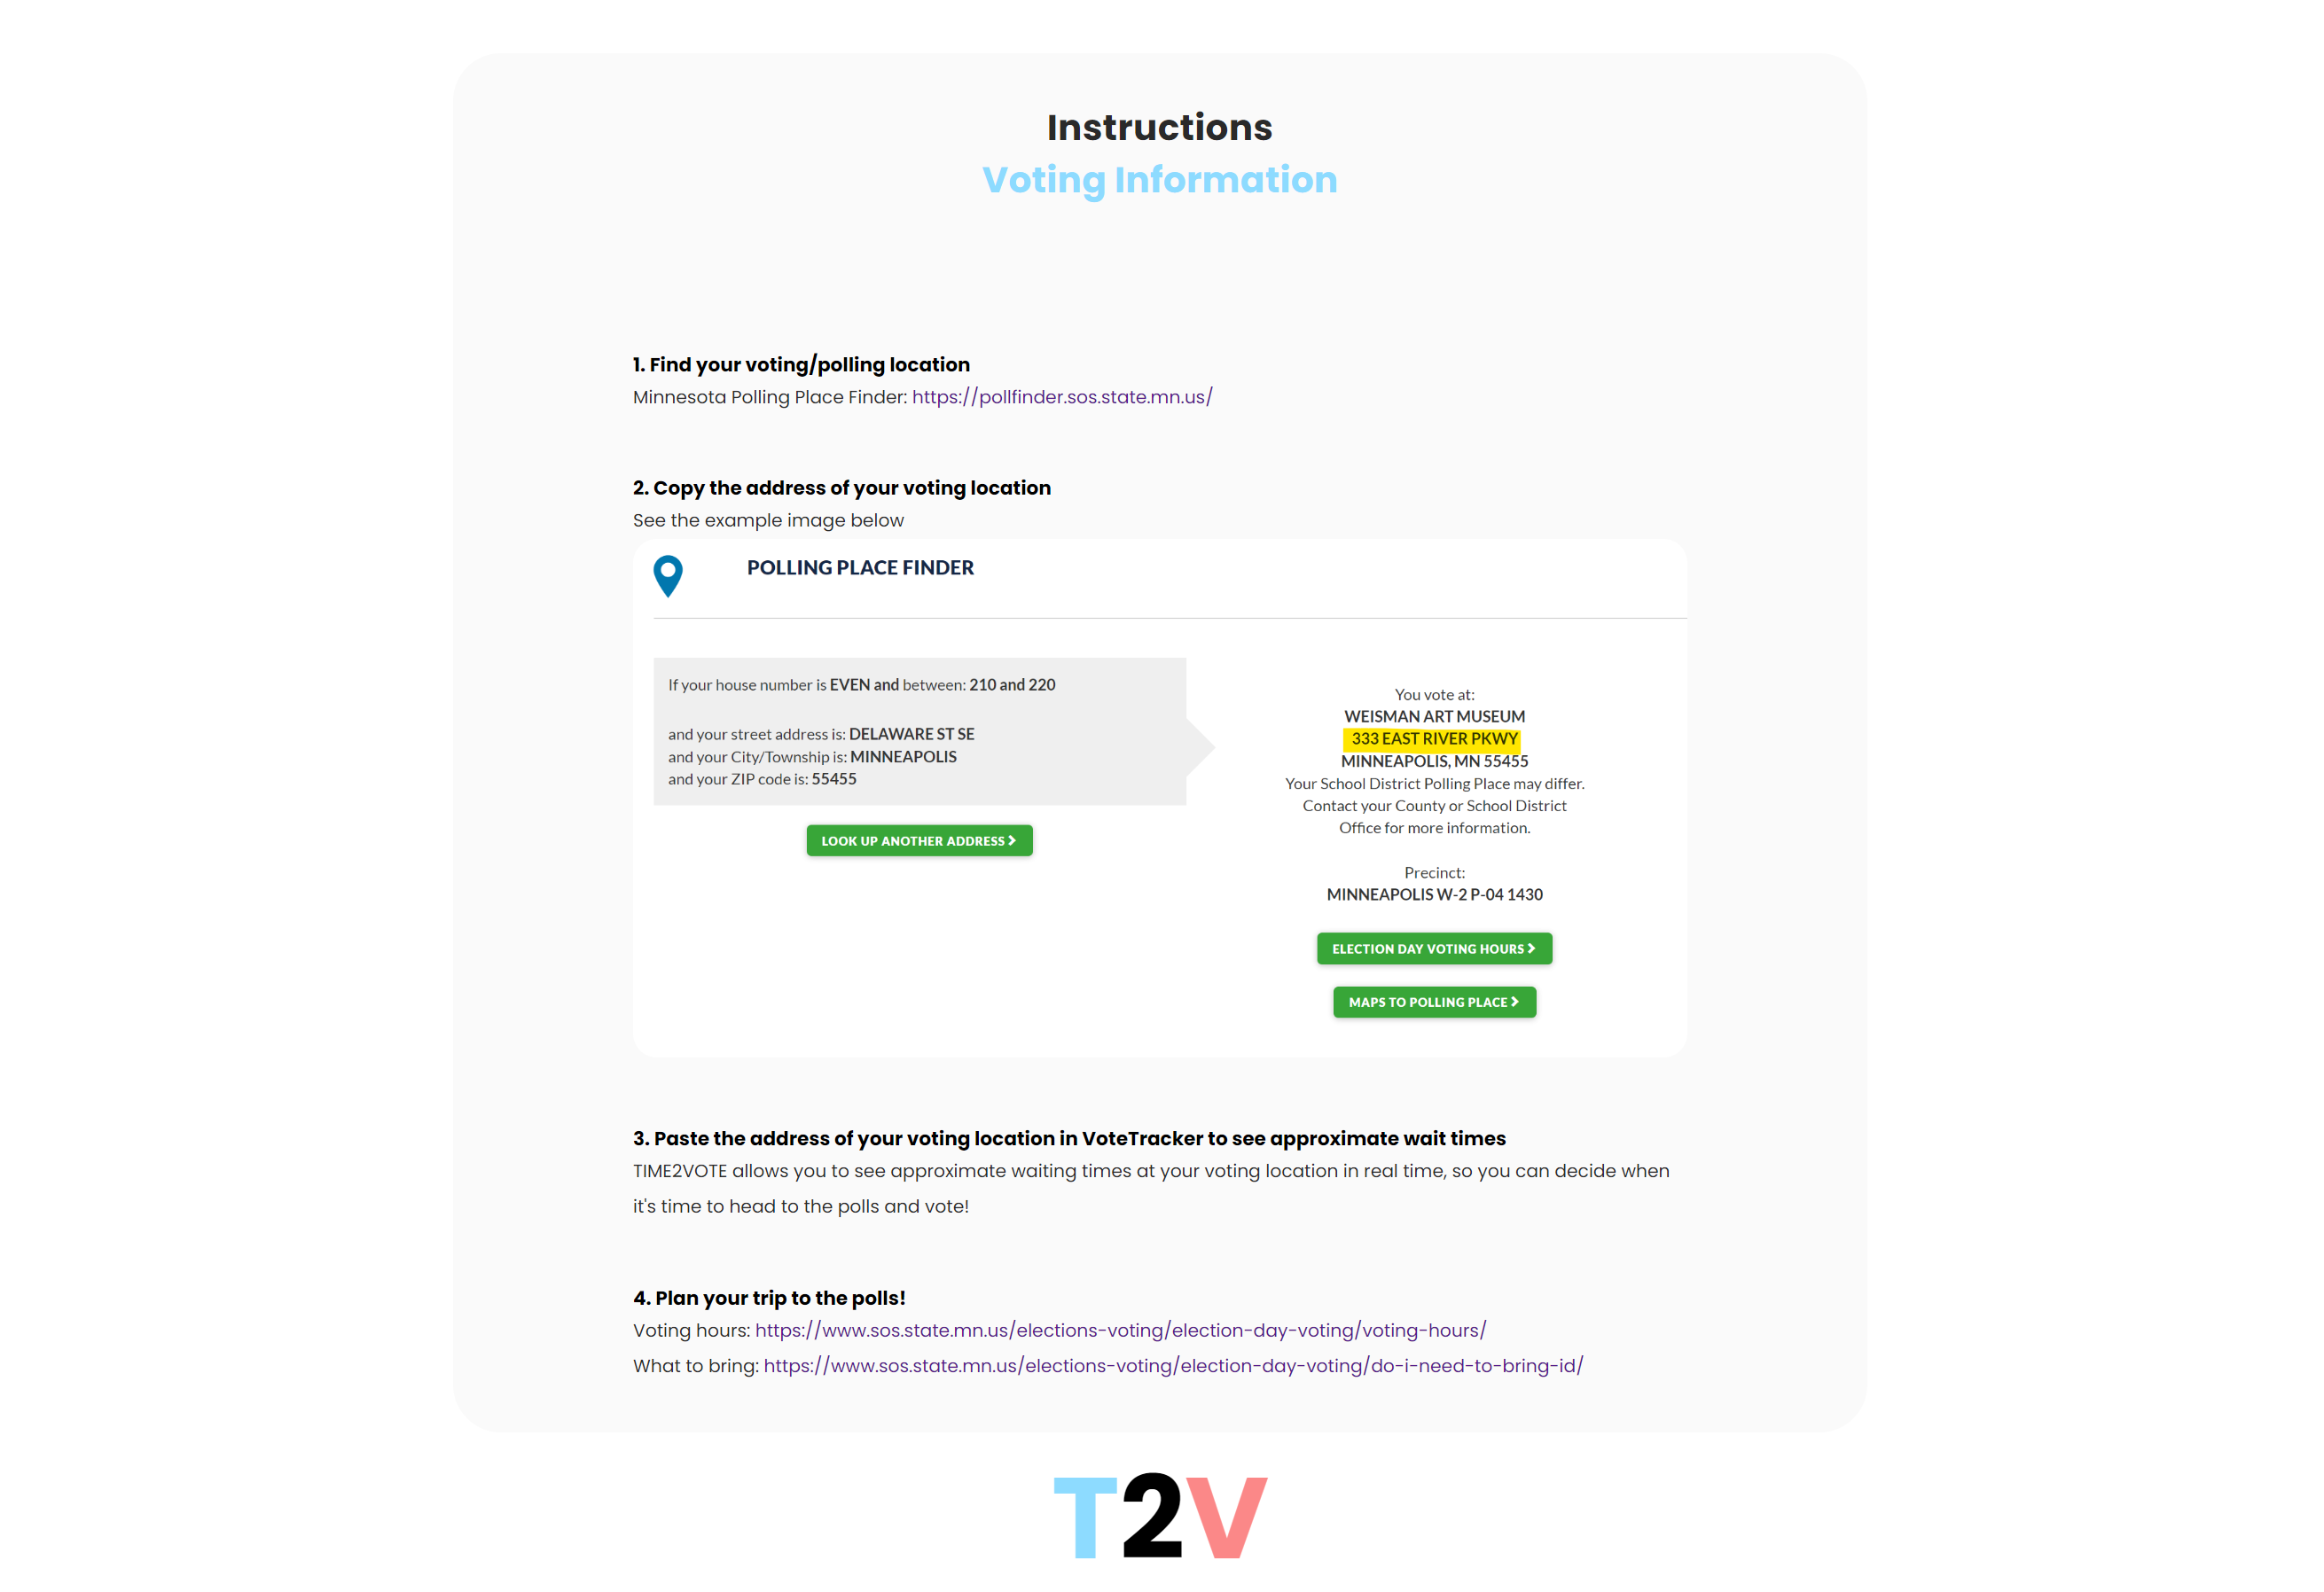 Instructions
Voting Information
1. Find your voting/polling location
Minnesota Polling Place Finder: https://pollfinder.sos.state.mn.us/
2. Copy the address of your voting location
See the example image below
POLLING PLACE FINDER
If your house number is EVEN and between: 210 and 220
and your street address is: DELAWARE ST SE
and your City/Township is: MINNEAPOLIS
and your ZIP code is: 55455
LOOK UP ANOTHER ADDRESS
You vote at:
WEISMAN ART MUSEUM
333 EAST RIVER PKWY
MINNEAPOLIS, MN 55455
Your School District Polling Place may differ.
Contact your County or School District
Office for more information.
Precinct:
MINNEAPOLIS W-2 P-04 1430
ELECTION DAY VOTING HOURS
MAPS TO POLLING PLACE
3. Paste the address of your voting location in VoteTracker to see approximate wait times
TIME2VOTE allows you to see approximate waiting times at your voting location in real time, so you can decide when
it's time to head to the polls and vote!
4. Plan your trip to the polls!
Voting hours: https://www.sos.state.mn.us/elections-voting/election-day-voting/voting-hours/
What to bring: https://www.sos.state.mn.us/elections-voting/election-day-voting/do-i-need-to-bring-id/
T2V